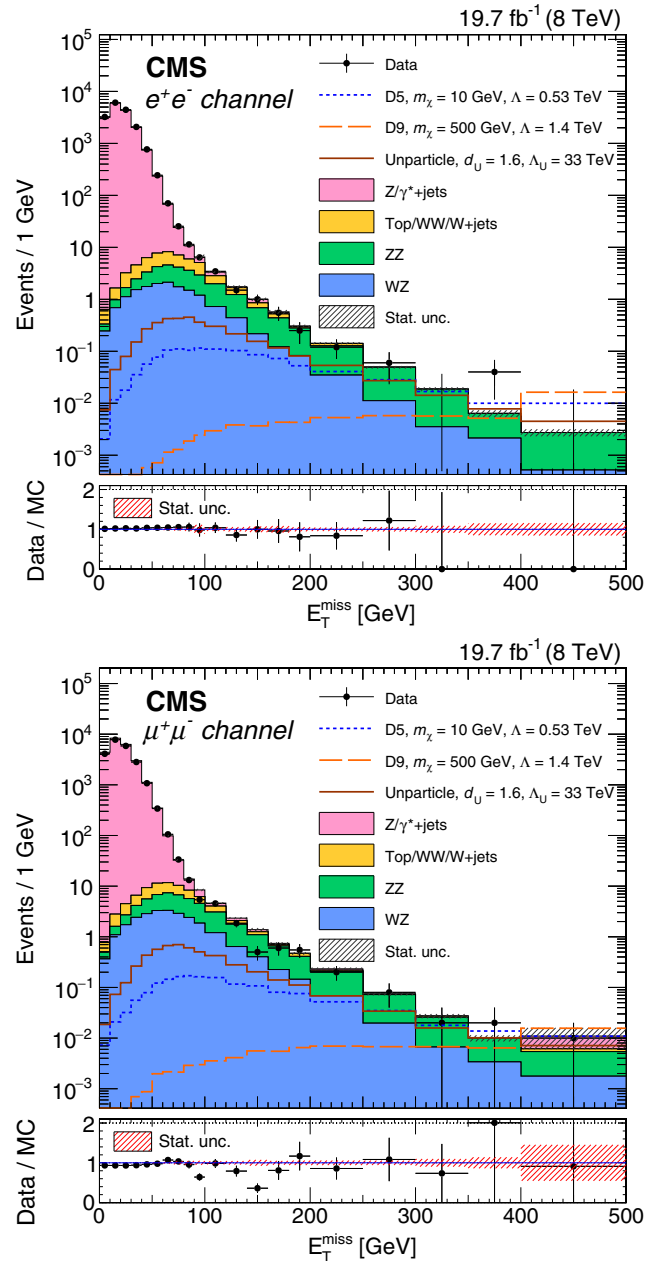 19.7 fb⁻¹ (8 TeV)
CMS
e⁺e⁻ channel
Data
D5, mχ = 10 GeV, Λ = 0.53 TeV
D9, mχ = 500 GeV, Λ = 1.4 TeV
Unparticle, d_U = 1.6, Λ_U = 33 TeV
Z/γ*+jets
Top/WW/W+jets
ZZ
WZ
Stat. unc.
Events / 1 GeV
10⁵
10⁴
10³
10²
10
1
10⁻¹
10⁻²
10⁻³
Stat. unc.
Data / MC
2
1
0
0 100 200 300 400 500
E_T^miss [GeV]
19.7 fb⁻¹ (8 TeV)
CMS
μ⁺μ⁻ channel
Data
D5, mχ = 10 GeV, Λ = 0.53 TeV
D9, mχ = 500 GeV, Λ = 1.4 TeV
Unparticle, d_U = 1.6, Λ_U = 33 TeV
Z/γ*+jets
Top/WW/W+jets
ZZ
WZ
Stat. unc.
Events / 1 GeV
10⁵
10⁴
10³
10²
10
1
10⁻¹
10⁻²
10⁻³
Stat. unc.
Data / MC
2
1
0
0 100 200 300 400 500
E_T^miss [GeV]